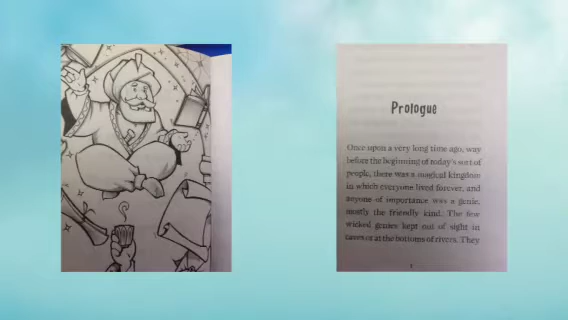 Prologue
Once upon a very long time ago, way
before the beginning of today's sort of
people, there was a magical kingdom
in which everyone lived forever, and
anyone of importance was a genie,
mostly the friendly kind. The few
wicked genies kept out of sight in
caves or at the bottoms of rivers. They